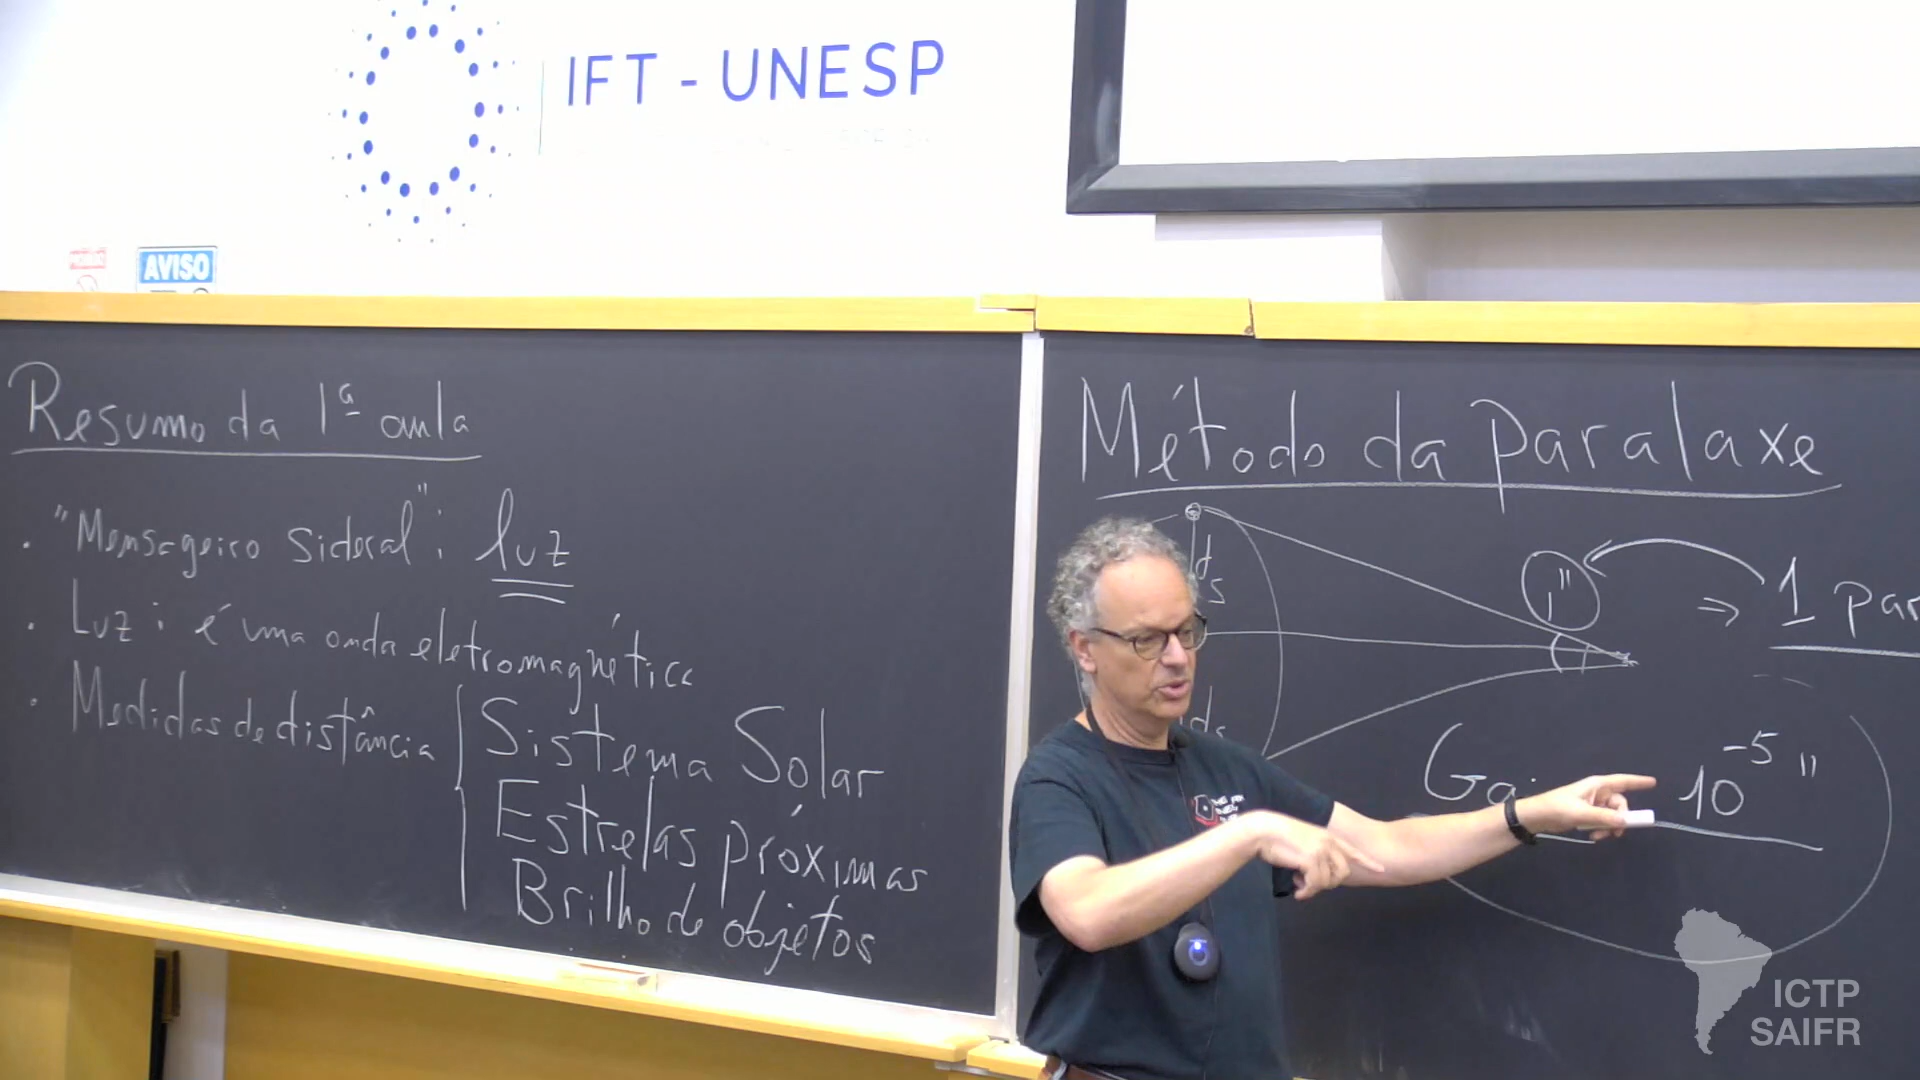 IFT - UNESP
AVISO
Resumo da 1ª aula
. "Mensageiro sideral": luz
. Luz: é uma onda eletromagnética
. Medidas de distância
Sistema Solar
Estrelas próximas
Brilho de objetos
Método da paralaxe
1"
⇒ 1 par
Gai
10⁻⁵ "
ICTP
SAIFR